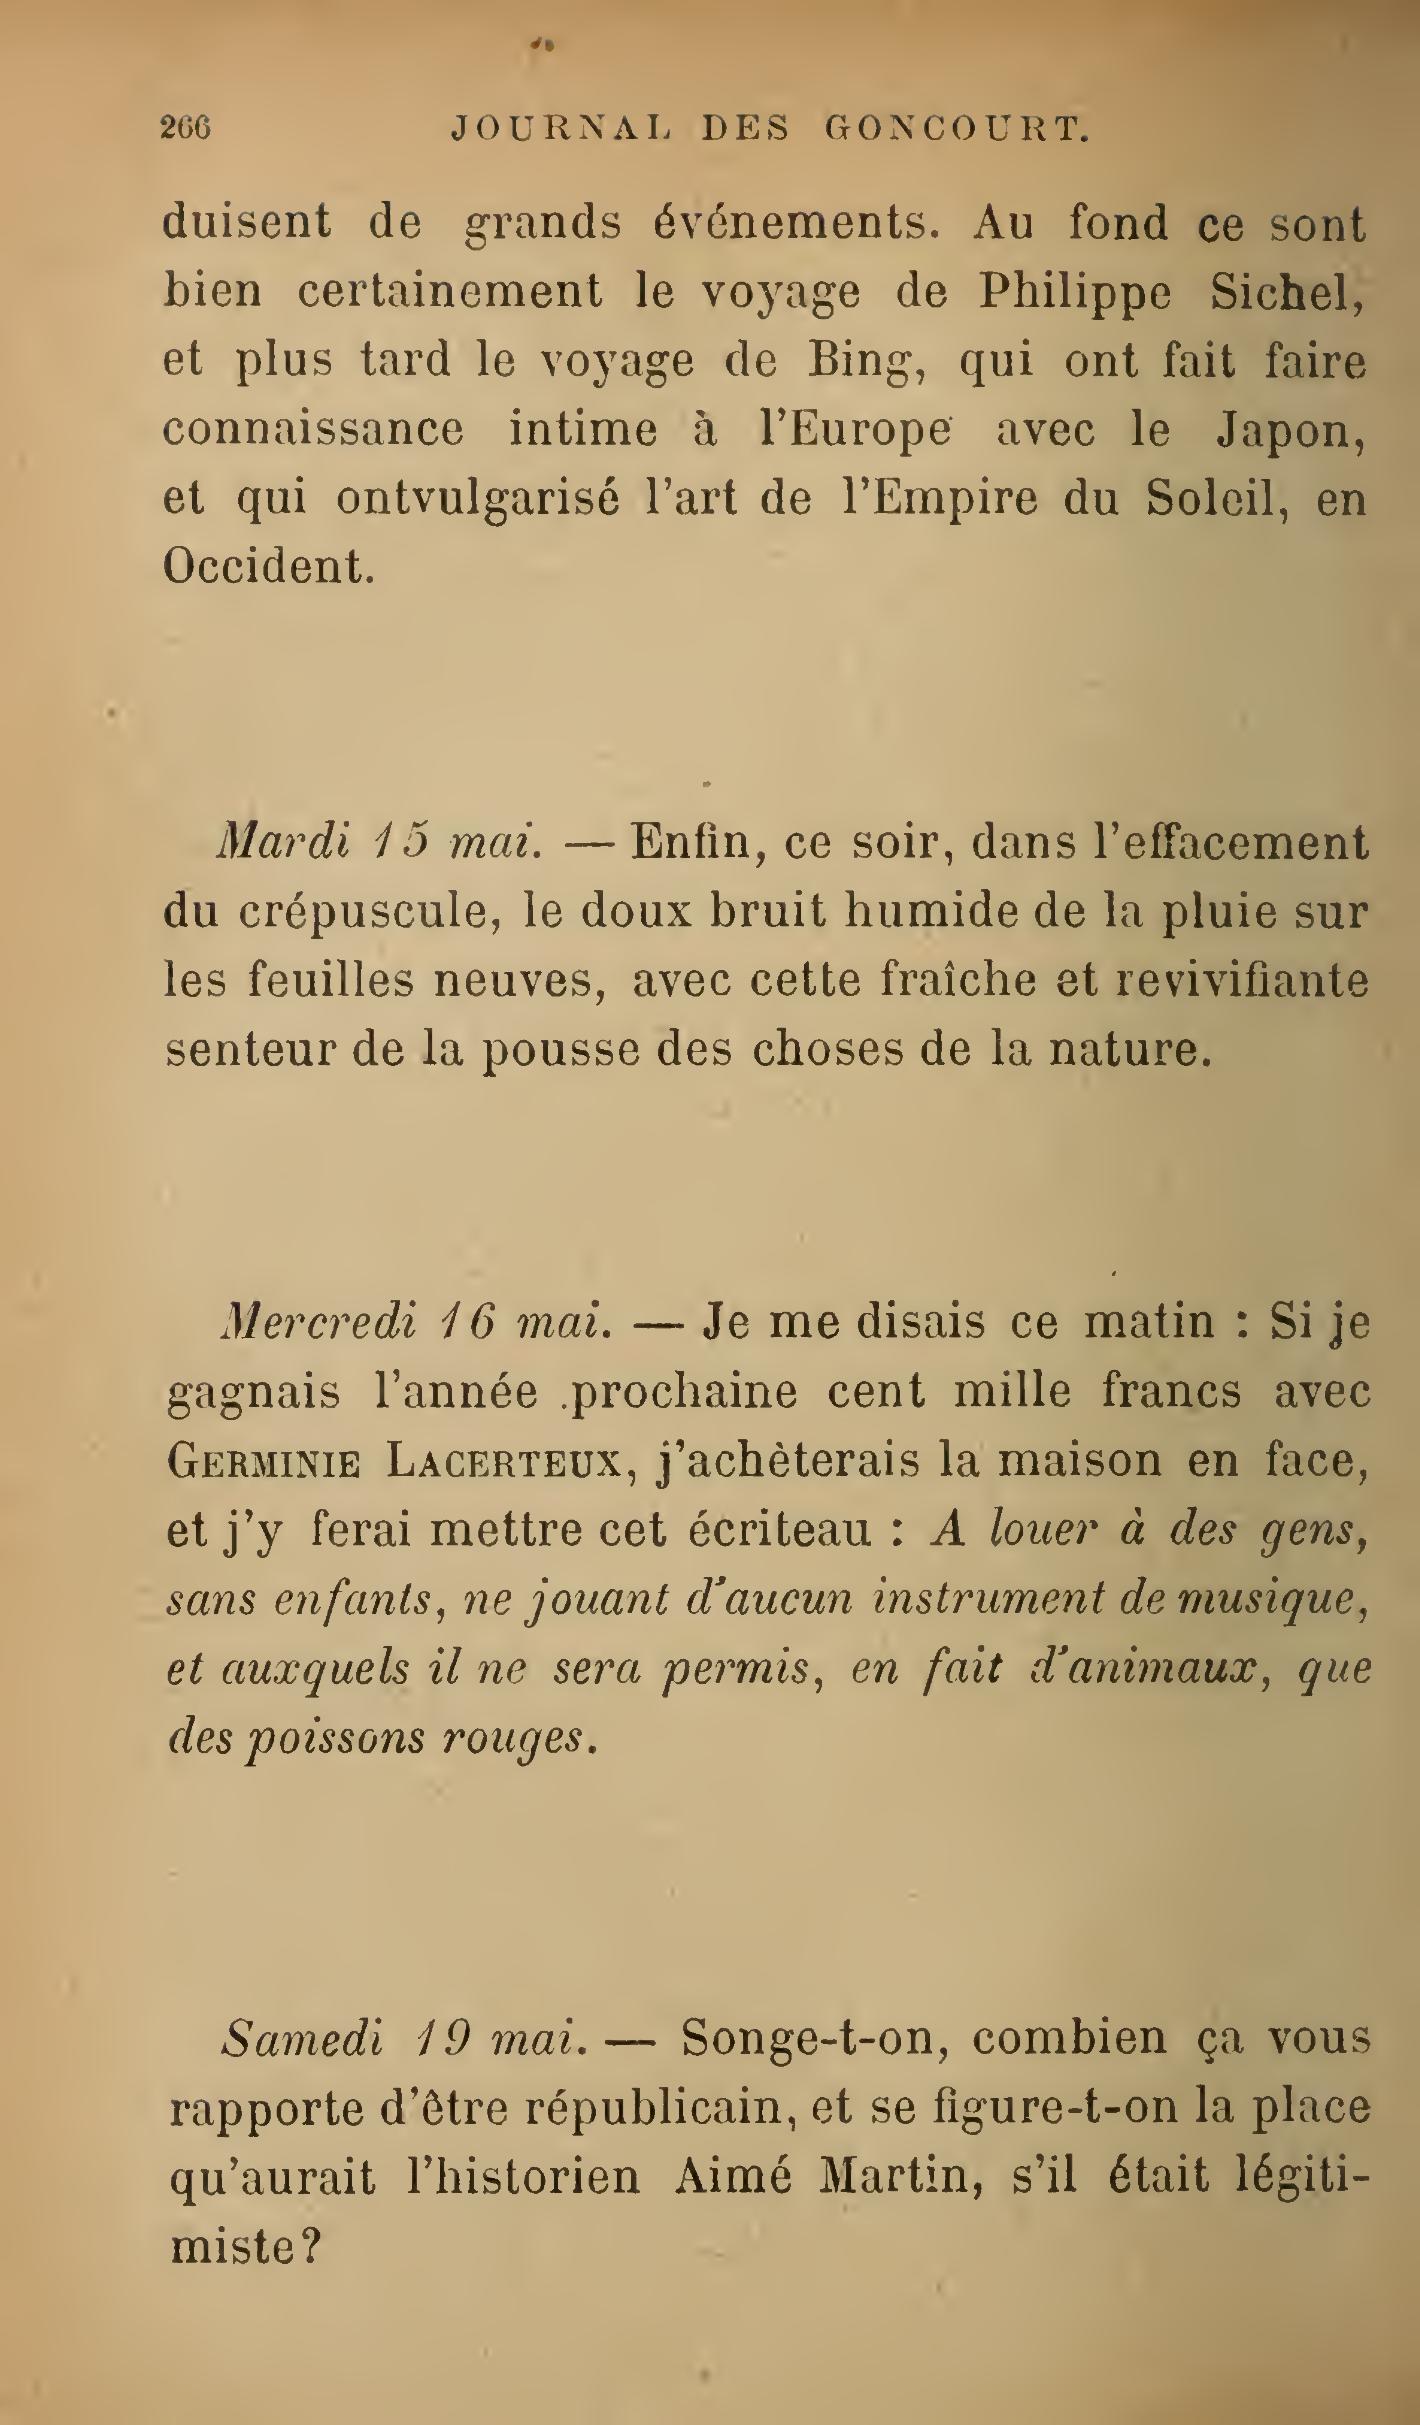 266 JOURNAL DES GONCOURT.
duisent de grands événements. Au fond ce sont
bien certainement le voyage de Philippe Sichel,
et plus tard le voyage de Bing, qui ont fait faire
connaissance intime à l'Europe avec le Japon,
et qui ontvulgarisé l'art de l'Empire du Soleil, en
Occident.
Mardi 15 mai. — Enfin, ce soir, dans l'effacement
du crépuscule, le doux bruit humide de la pluie sur
les feuilles neuves, avec cette fraîche et revivifiante
senteur de la pousse des choses de la nature.
Mercredi 16 mai. — Je me disais ce matin : Si je
gagnais l'année prochaine cent mille francs avec
GERMINIE LACERTEUX, j'achèterais la maison en face,
et j'y ferai mettre cet écriteau : A louer à des gens,
sans enfants, ne jouant d'aucun instrument de musique,
et auxquels il ne sera permis, en fait d'animaux, que
des poissons rouges.
Samedi 19 mai. — Songe-t-on, combien ça vous
rapporte d'être républicain, et se figure-t-on la place
qu'aurait l'historien Aimé Martin, s'il était légiti-
miste?